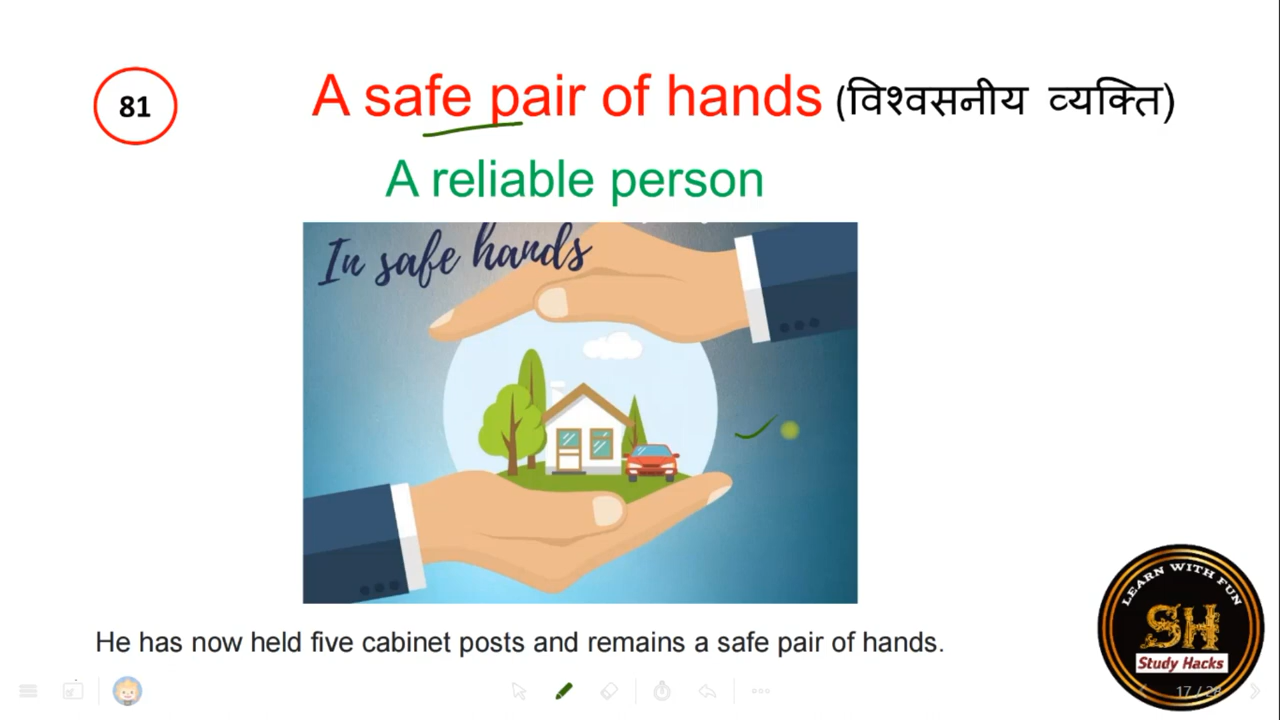 81
A safe pair of hands (विश्वसनीय व्यक्ति)
A reliable person
In safe hands
He has now held five cabinet posts and remains a safe pair of hands.
LEARN WITH FUN
SH
Study Hacks